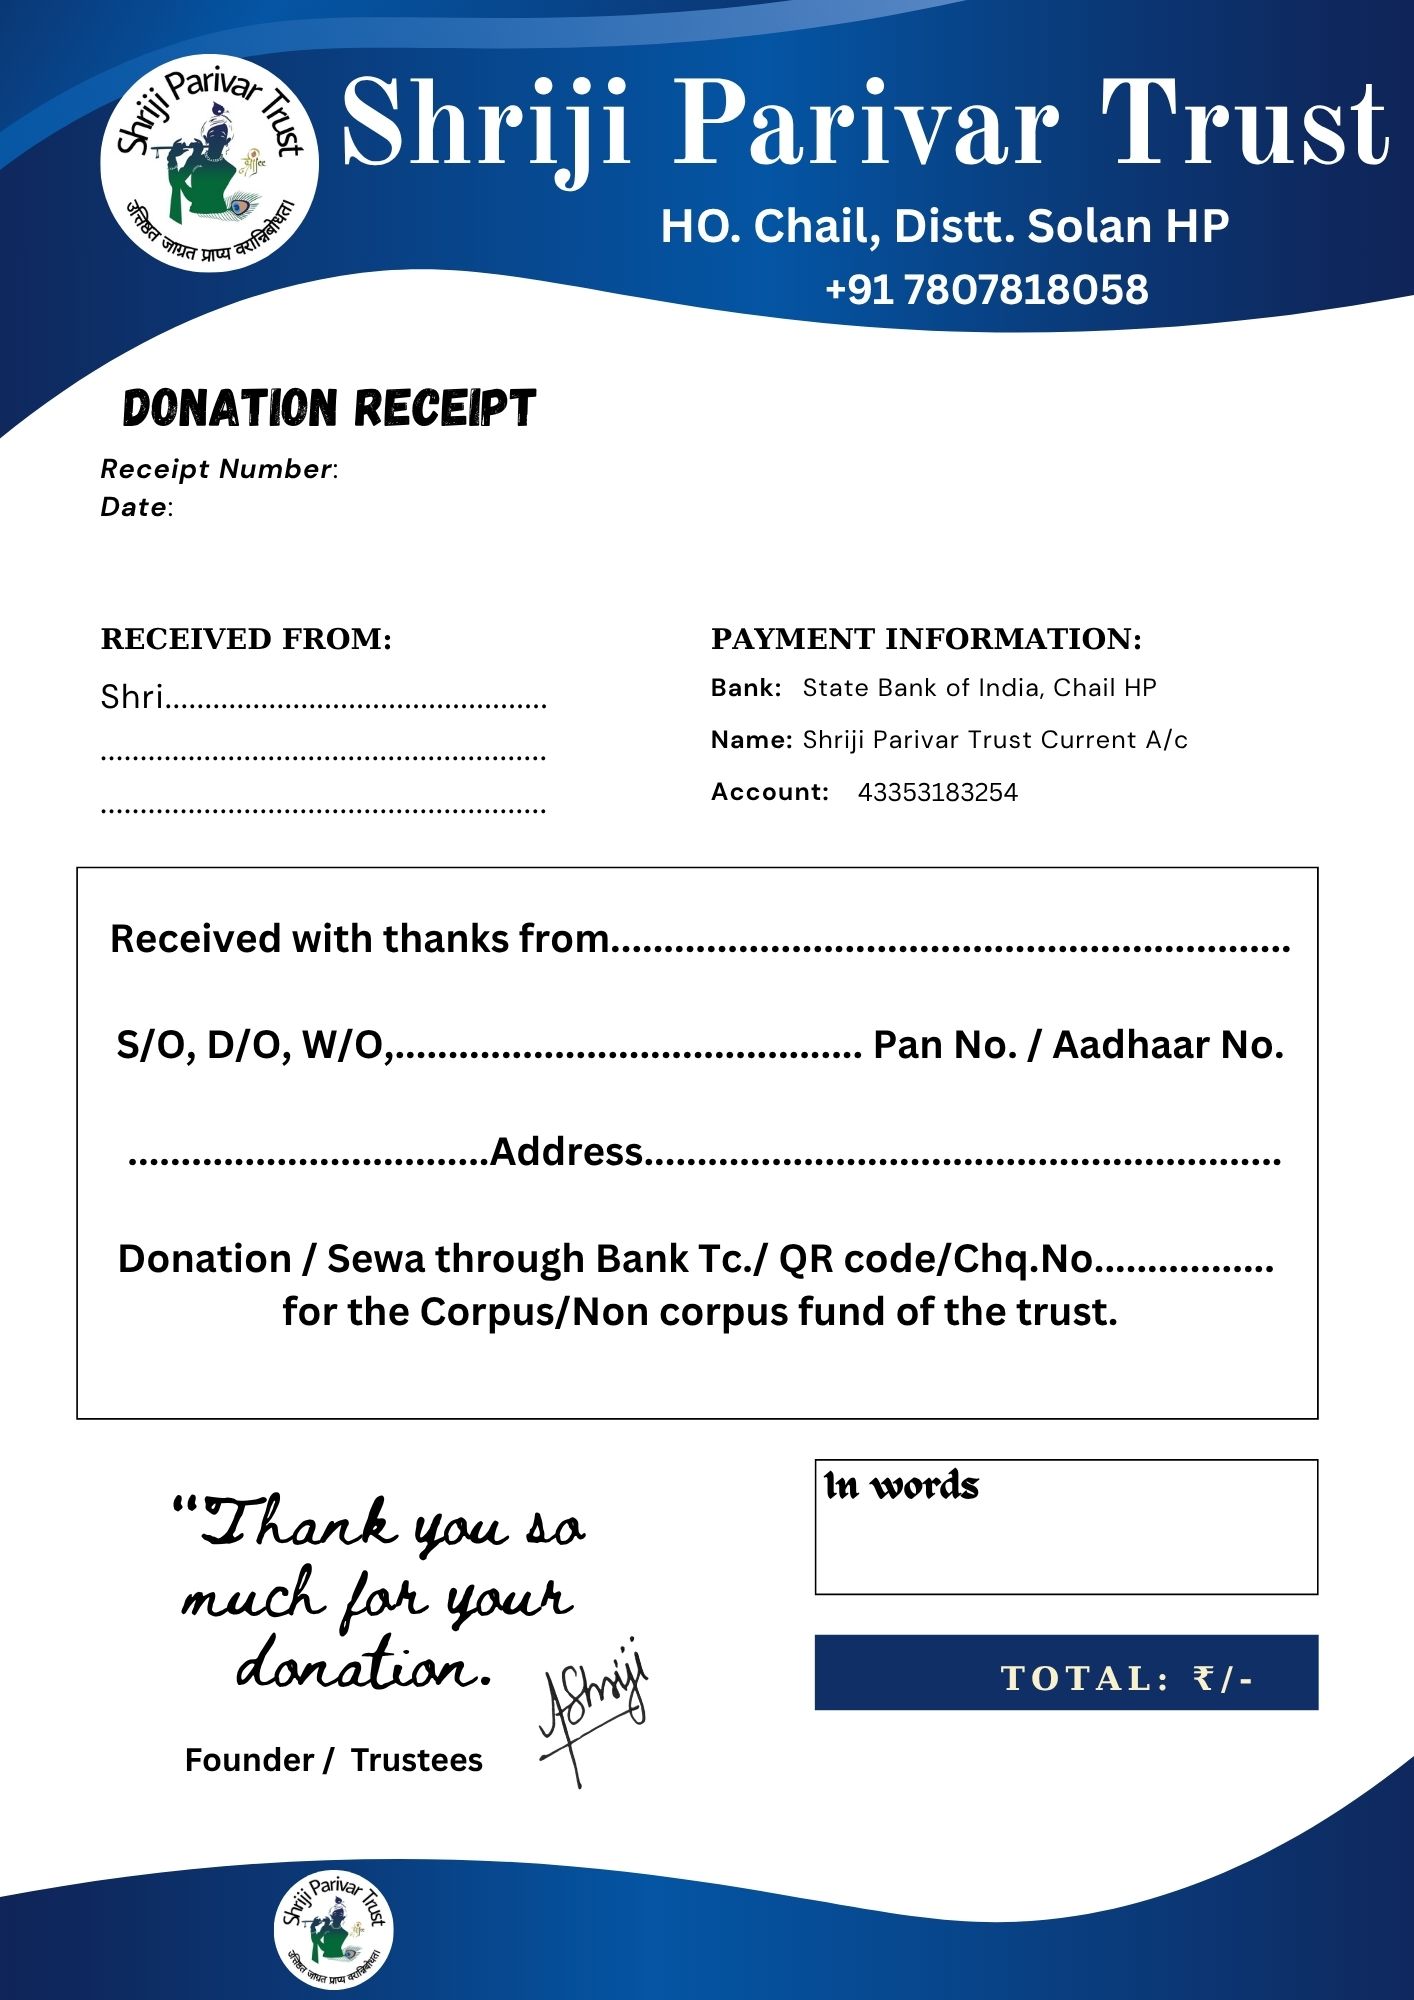 Shriji Parivar Trust
उत्तिष्ठत जाग्रत प्राप्य वरान्निबोधता
श्रीjee
Shriji Parivar Trust
HO. Chail, Distt. Solan HP
+91 7807818058
DONATION RECEIPT
Receipt Number:
Date:
RECEIVED FROM:
Shri................................................
........................................................
........................................................
PAYMENT INFORMATION:
Bank: State Bank of India, Chail HP
Name: Shriji Parivar Trust Current A/c
Account: 43353183254
Received with thanks from................................................................
S/O, D/O, W/O,............................................ Pan No. / Aadhaar No.
..................................Address............................................................
Donation / Sewa through Bank Tc./ QR code/Chq.No.................
for the Corpus/Non corpus fund of the trust.
In words
TOTAL: ₹/-
“Thank you so
much for your
donation.
Shriji
Founder / Trustees
Shriji Parivar Trust
उत्तिष्ठत जाग्रत प्राप्य वरान्निबोधता